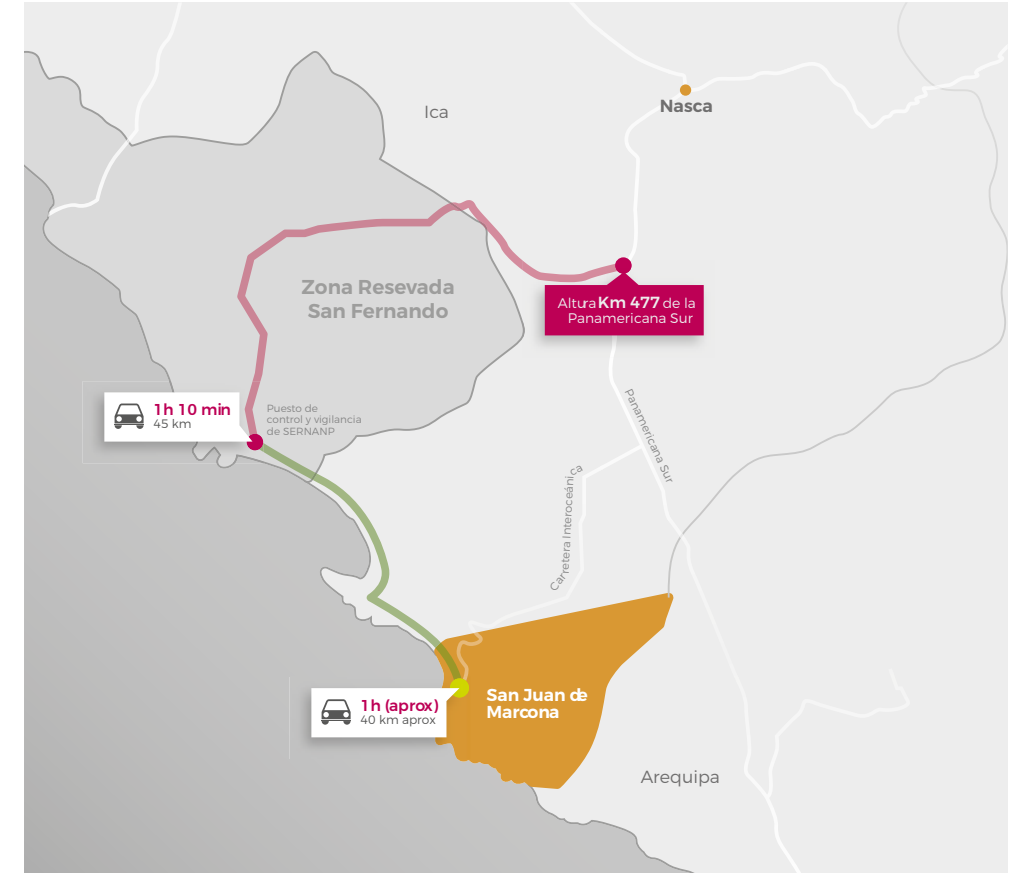 Ica
Nasca
Zona Resevada
San Fernando
Altura Km 477 de la
Panamericana Sur
1h 10 min
45 km
Puesto de
control y vigilancia
de SERNANP
Panamericana Sur
Carretera Interoceánica
1h (aprox)
40 km aprox
San Juan de
Marcona
Arequipa